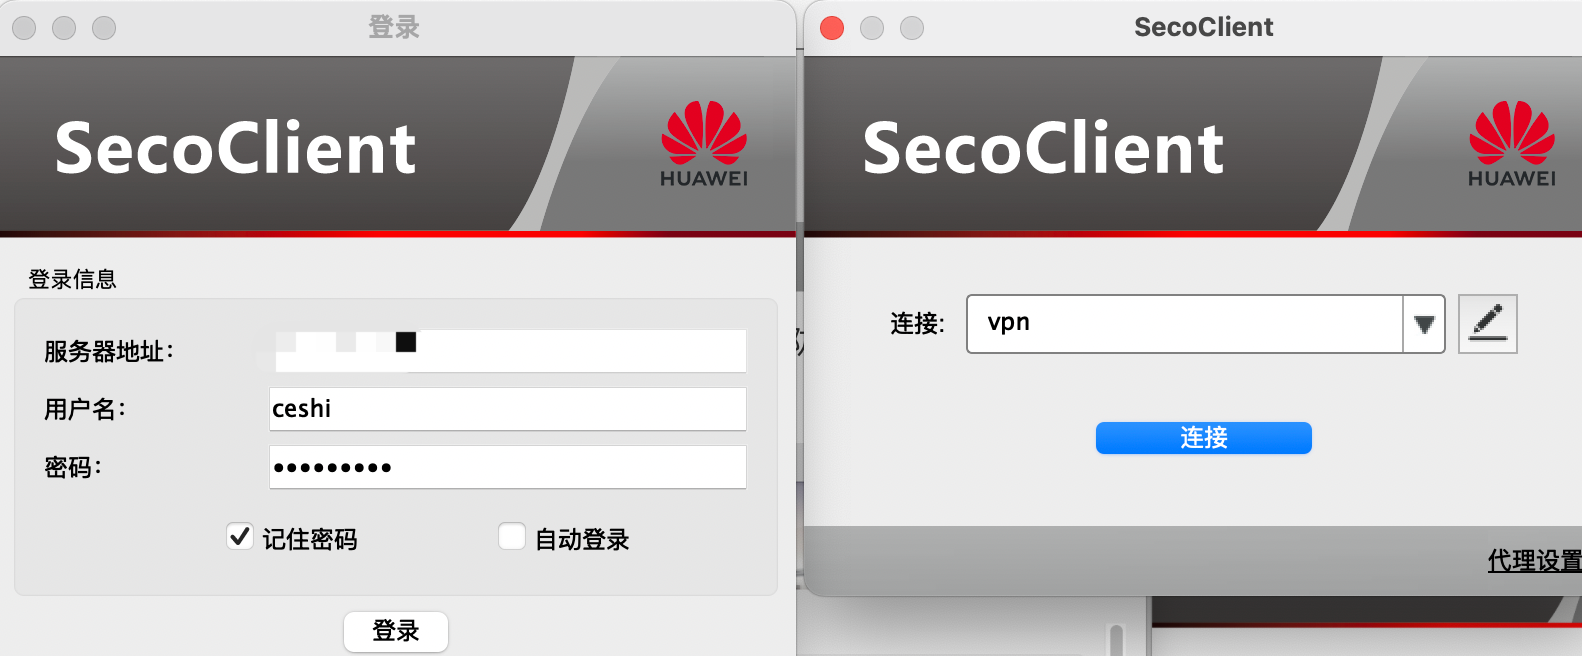 登录
SecoClient
HUAWEI
登录信息
服务器地址：
用户名：
ceshi
密码：
•••••••••
记住密码
自动登录
登录
SecoClient
SecoClient
HUAWEI
连接:
vpn
连接
代理设置